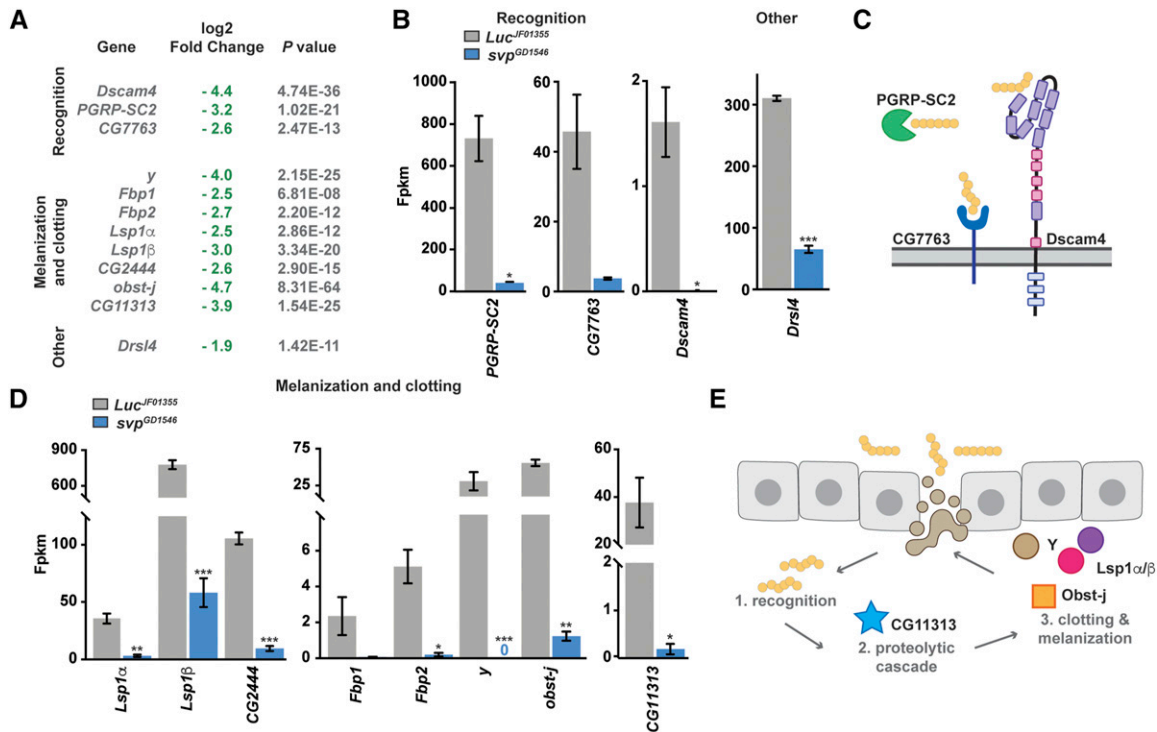 A
Gene
log2
Fold Change
P value
Recognition
Dscam4 - 4.4 4.74E-36
PGRP-SC2 - 3.2 1.02E-21
CG7763 - 2.6 2.47E-13
Melanization
and clotting
y - 4.0 2.15E-25
Fbp1 - 2.5 6.81E-08
Fbp2 - 2.7 2.20E-12
Lsp1α - 2.5 2.86E-12
Lsp1β - 3.0 3.34E-20
CG2444 - 2.6 2.90E-15
obst-j - 4.7 8.31E-64
CG11313 - 3.9 1.54E-25
Other
Drsl4 - 1.9 1.42E-11
B
Recognition
Other
Luc^JF01355
svp^GD1546
Fpkm
1000
800
600
400
200
0
*
PGRP-SC2
60
40
20
0
CG7763
2
1
0
*
Dscam4
300
200
100
0
***
Drsl4
C
PGRP-SC2
CG7763
Dscam4
D
Melanization and clotting
Luc^JF01355
svp^GD1546
Fpkm
900
600
100
50
0
**
***
***
Lsp1α
Lsp1β
CG2444
75
25
6
4
2
0
*
***
0
**
Fbp1
Fbp2
y
obst-j
60
40
20
1
0
*
CG11313
E
Y
Lsp1α/β
Obst-j
1. recognition
CG11313
2. proteolytic
cascade
3. clotting &
melanization